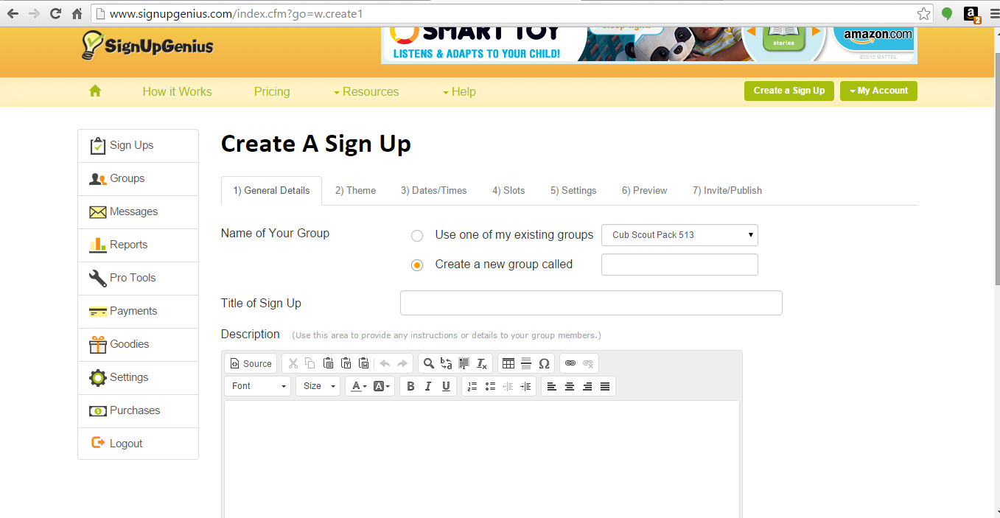 www.signupgenius.com/index.cfm?go=w.create1
2
SignUpGenius
SMART TOY
LISTENS & ADAPTS TO YOUR CHILD!
stories
amazon.com
©2015 MATTEL
How it Works
Pricing
Resources
Help
Create a Sign Up
My Account
Sign Ups
Groups
Messages
Reports
Pro Tools
Payments
Goodies
Settings
Purchases
Logout
Create A Sign Up
1) General Details
2) Theme
3) Dates/Times
4) Slots
5) Settings
6) Preview
7) Invite/Publish
Name of Your Group
Use one of my existing groups
Cub Scout Pack 513
Create a new group called
Title of Sign Up
Description
(Use this area to provide any instructions or details to your group members.)
Source
Font
Size
A
A
B
I
U